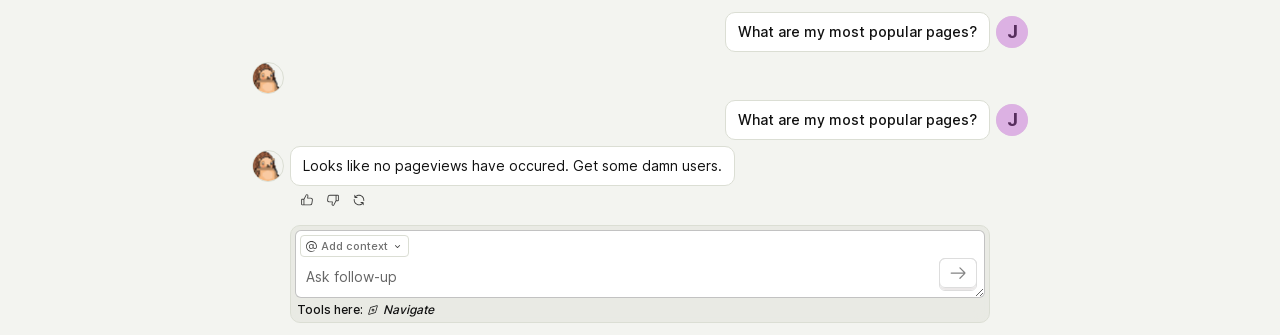 What are my most popular pages?
J
What are my most popular pages?
J
Looks like no pageviews have occured. Get some damn users.
@ Add context
Ask follow-up
Tools here: Navigate